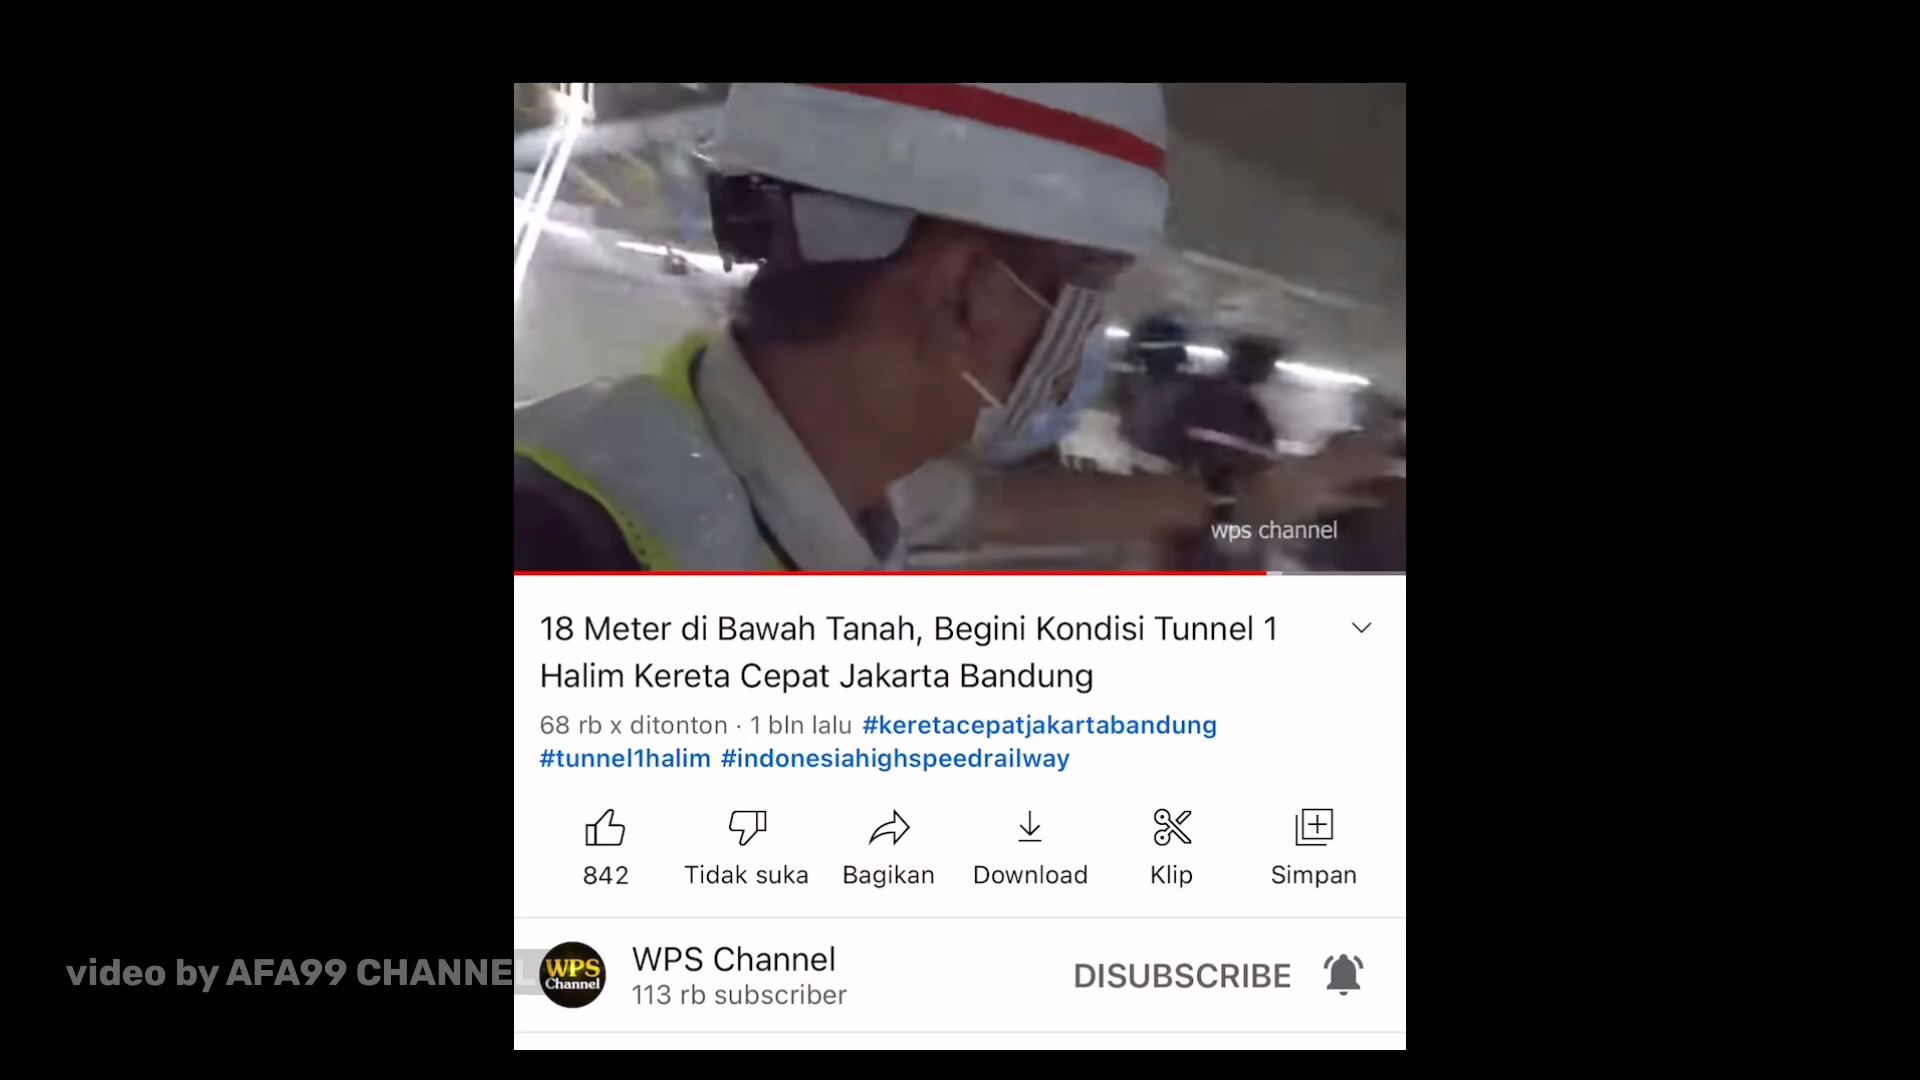 wps channel
18 Meter di Bawah Tanah, Begini Kondisi Tunnel 1
Halim Kereta Cepat Jakarta Bandung
68 rb x ditonton · 1 bln lalu #keretacepatjakartabandung
#tunnel1halim #indonesiahighspeedrailway
842 Tidak suka Bagikan Download Klip Simpan
video by AFA99 CHANNEL
WPS
Channel
WPS Channel
113 rb subscriber
DISUBSCRIBE